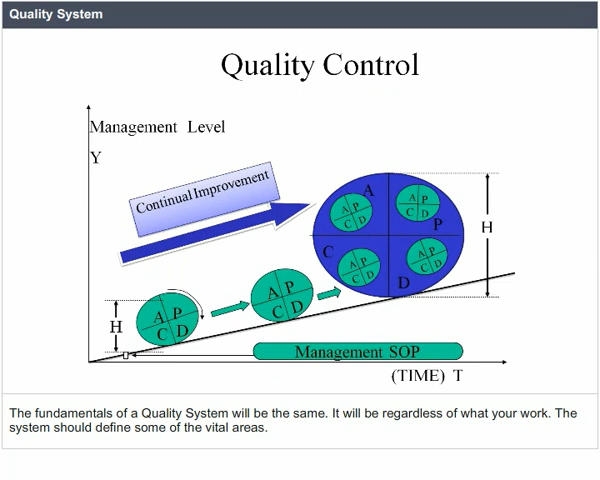 Quality System
Quality Control
Management Level
Y
Continual Improvement
A P
C D
A P
C D
A
P
C
D
A P
C D
A P
C D
A P
C D
A P
C D
H
H
Management SOP
(TIME) T
The fundamentals of a Quality System will be the same. It will be regardless of what your work. The
system should define some of the vital areas.